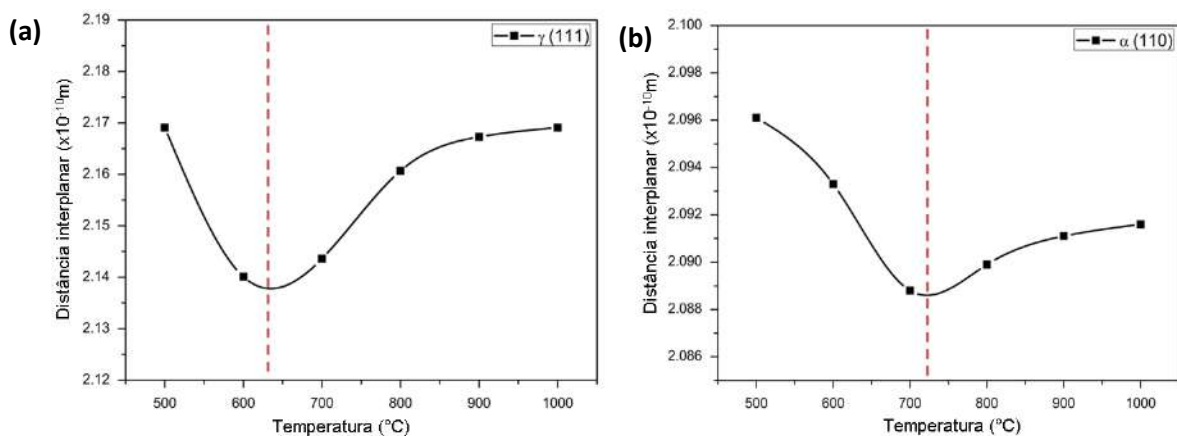 (a)
γ (111)
Distância interplanar (x10⁻¹⁰m)
2.19
2.18
2.17
2.16
2.15
2.14
2.13
2.12
500 600 700 800 900 1000
Temperatura (°C)
(b)
α (110)
Distância interplanar (x10⁻¹⁰m)
2.100
2.098
2.096
2.094
2.092
2.090
2.088
2.086
500 600 700 800 900 1000
Temperatura (°C)